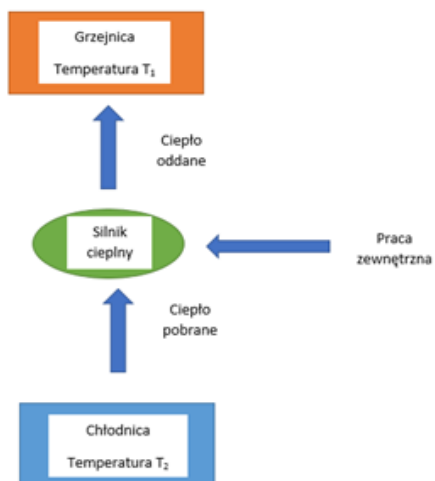 Grzejnica
Temperatura T₁
Ciepło
oddane
Silnik
cieplny
Praca
zewnętrzna
Ciepło
pobrane
Chłodnica
Temperatura T₂